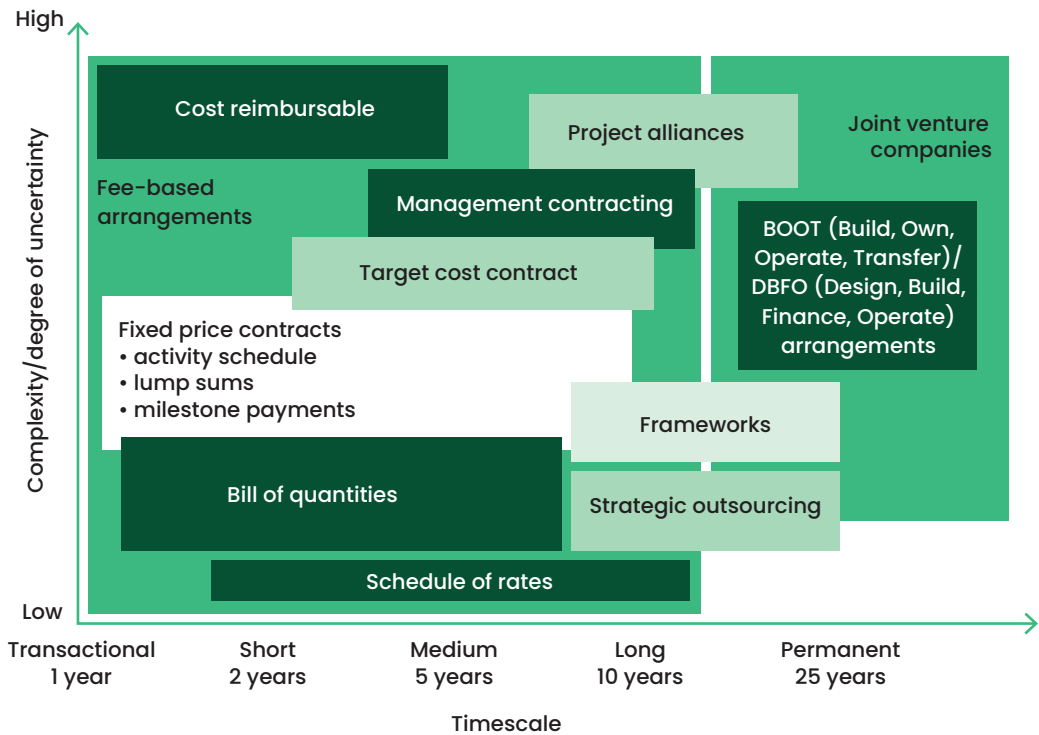 High
Cost reimbursable
Project alliances
Joint venture
companies
Fee-based
arrangements
Management contracting
BOOT (Build, Own,
Operate, Transfer)/
DBFO (Design, Build,
Finance, Operate)
arrangements
Target cost contract
Fixed price contracts
• activity schedule
• lump sums
• milestone payments
Frameworks
Bill of quantities
Strategic outsourcing
Schedule of rates
Complexity/degree of uncertainty
Low
Transactional
1 year
Short
2 years
Medium
5 years
Long
10 years
Permanent
25 years
Timescale